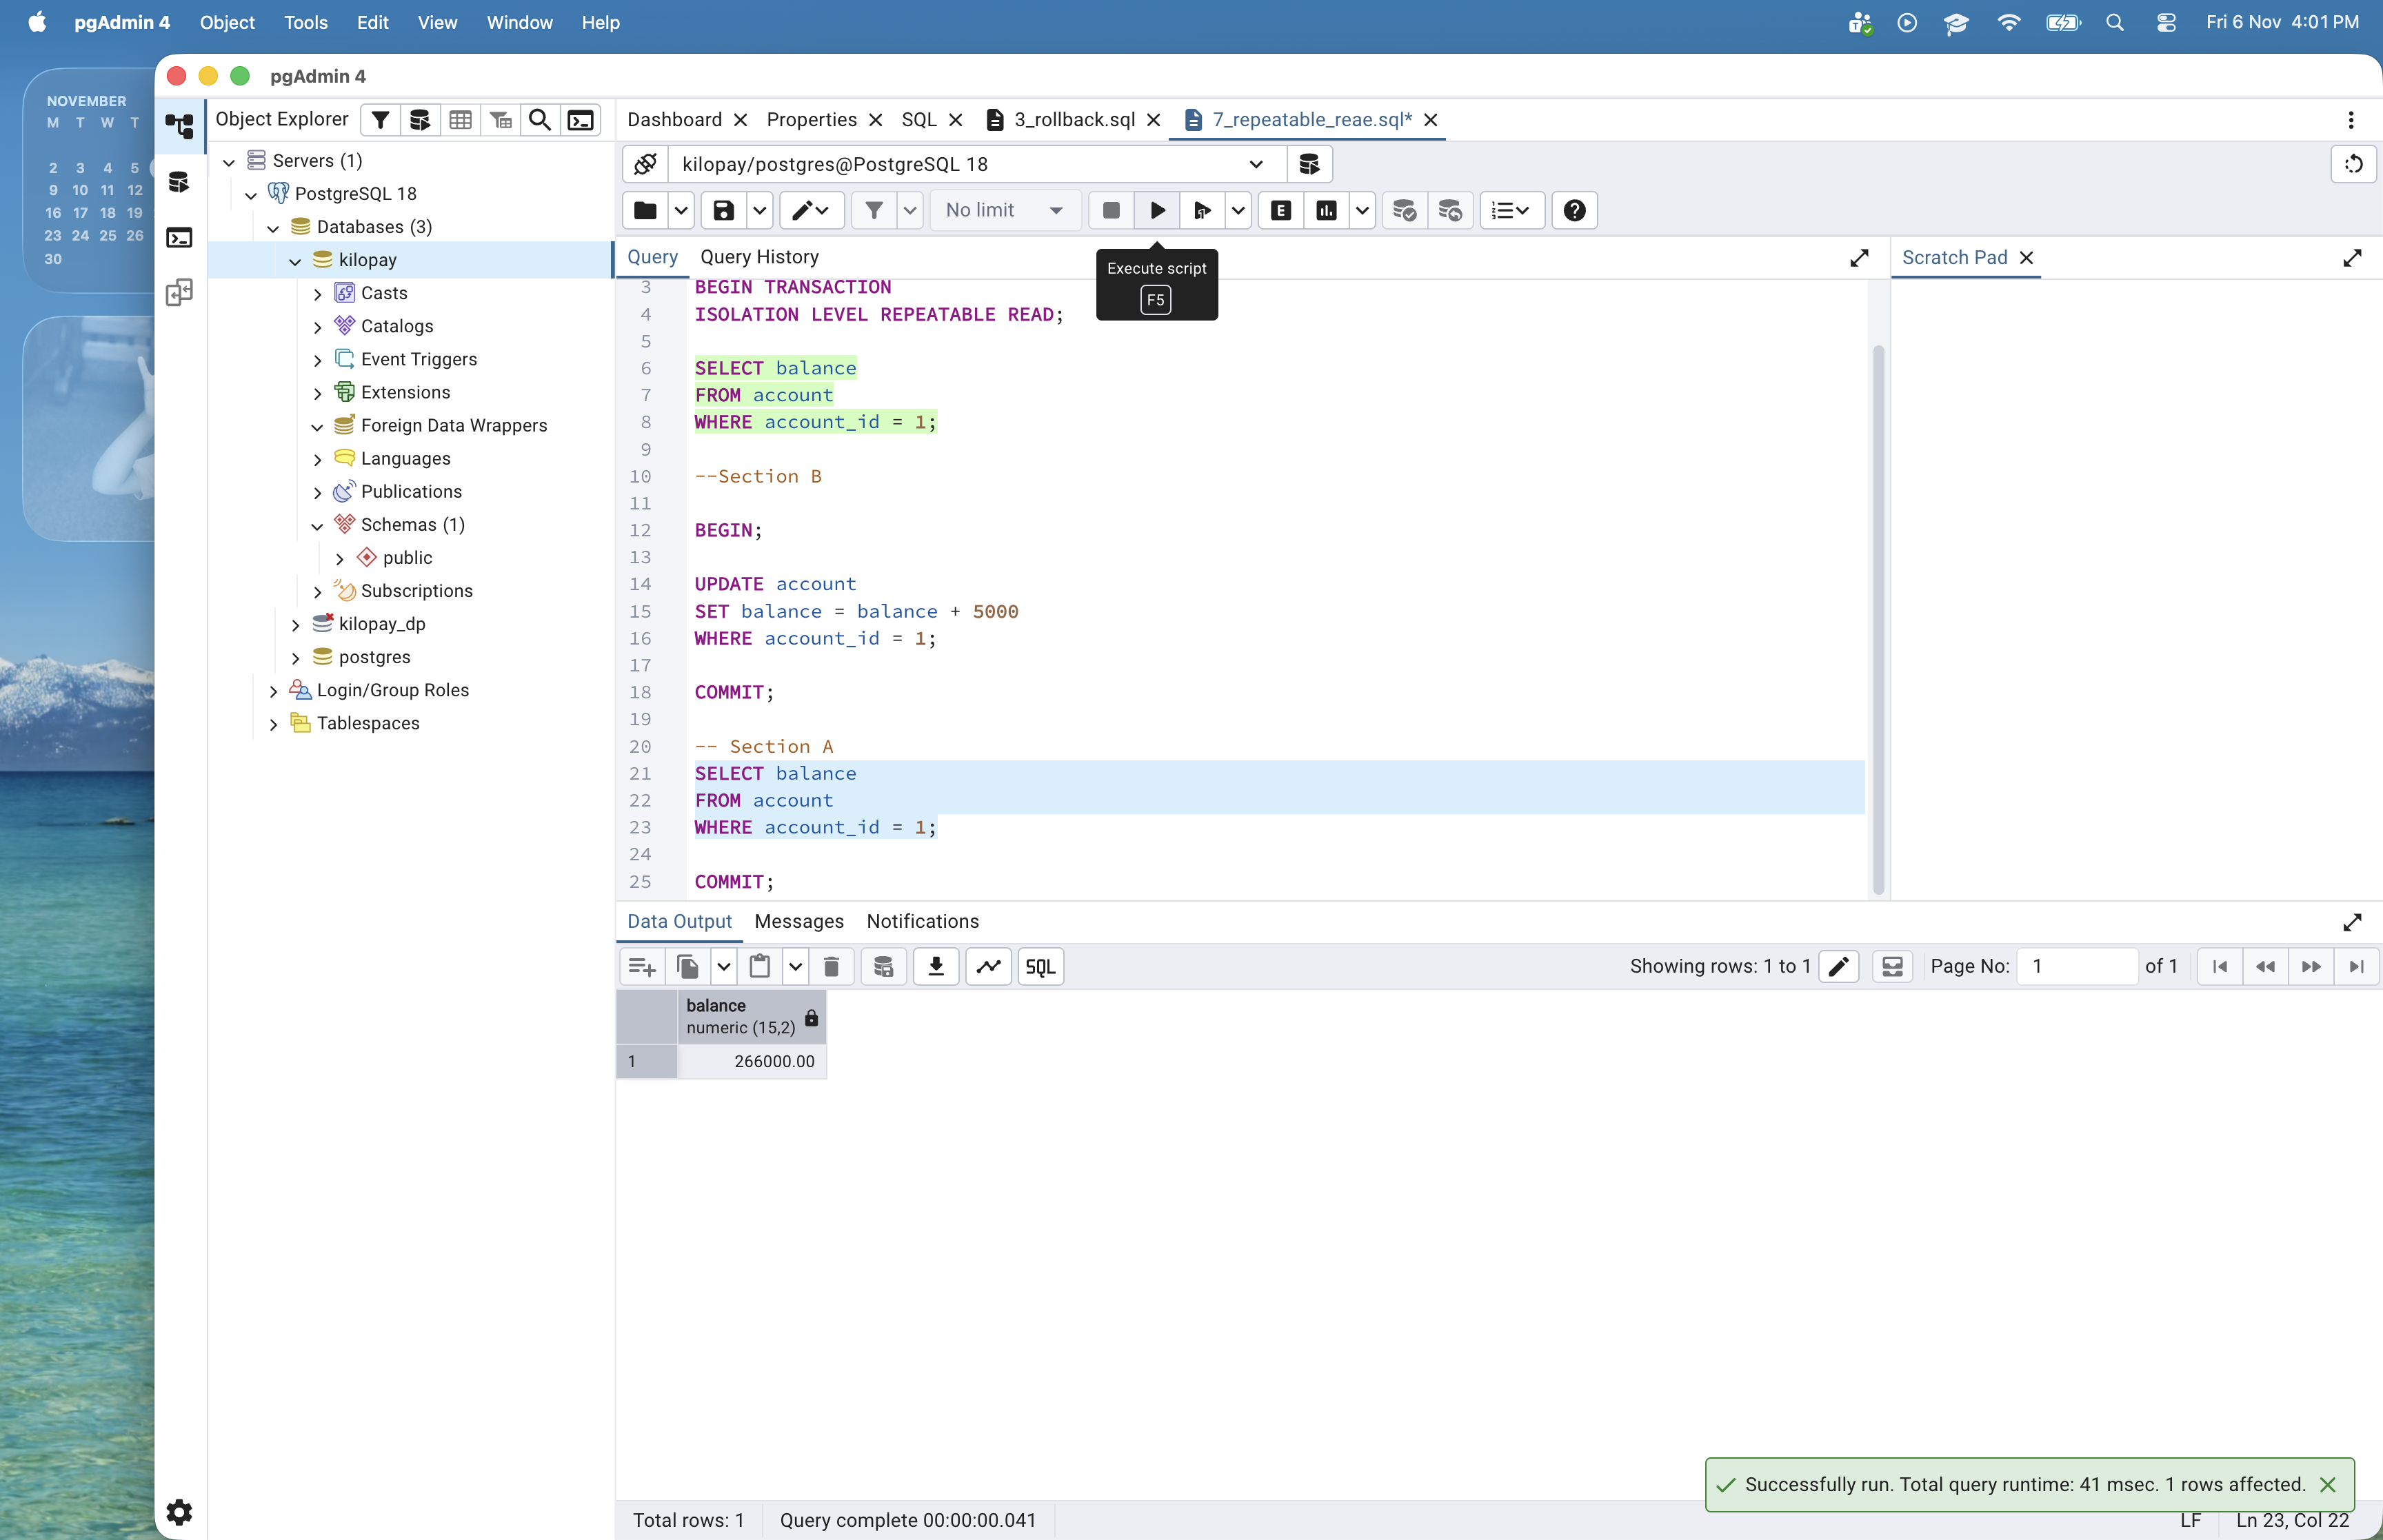 pgAdmin 4 Object Tools Edit View Window Help Fri 6 Nov 4:01 PM
pgAdmin 4
NOVEMBER
M T W T
2 3 4 5
9 10 11 12
16 17 18 19
23 24 25 26
30
Object Explorer
Servers (1)
PostgreSQL 18
Databases (3)
kilopay
Casts
Catalogs
Event Triggers
Extensions
Foreign Data Wrappers
Languages
Publications
Schemas (1)
public
Subscriptions
kilopay_dp
postgres
Login/Group Roles
Tablespaces
Dashboard Properties SQL 3_rollback.sql 7_repeatable_reae.sql*
kilopay/postgres@PostgreSQL 18
No limit E
Query Query History
Execute script
F5
Scratch Pad
3 BEGIN TRANSACTION
4 ISOLATION LEVEL REPEATABLE READ;
5
6 SELECT balance
7 FROM account
8 WHERE account_id = 1;
9
10 --Section B
11
12 BEGIN;
13
14 UPDATE account
15 SET balance = balance + 5000
16 WHERE account_id = 1;
17
18 COMMIT;
19
20 -- Section A
21 SELECT balance
22 FROM account
23 WHERE account_id = 1;
24
25 COMMIT;
Data Output Messages Notifications
SQL Showing rows: 1 to 1 Page No: 1 of 1
balance
numeric (15,2)
1 266000.00
Successfully run. Total query runtime: 41 msec. 1 rows affected.
Total rows: 1 Query complete 00:00:00.041 LF Ln 23, Col 22